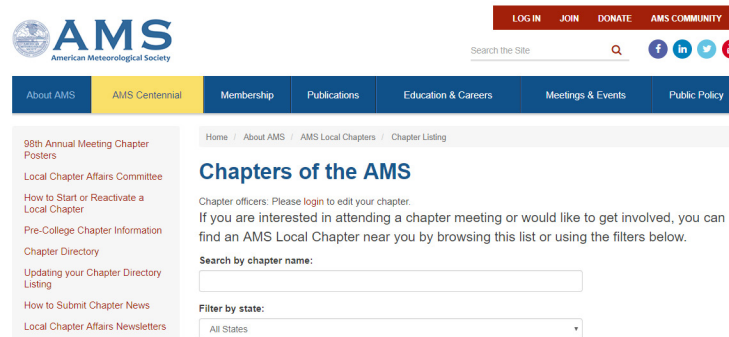 LOG IN JOIN DONATE AMS COMMUNITY
AMS
American Meteorological Society
Search the Site
About AMS AMS Centennial Membership Publications Education & Careers Meetings & Events Public Policy
Home / About AMS / AMS Local Chapters / Chapter Listing
98th Annual Meeting Chapter
Posters
Local Chapter Affairs Committee
How to Start or Reactivate a
Local Chapter
Pre-College Chapter Information
Chapter Directory
Updating your Chapter Directory
Listing
How to Submit Chapter News
Local Chapter Affairs Newsletters
Chapters of the AMS
Chapter officers: Please login to edit your chapter.
If you are interested in attending a chapter meeting or would like to get involved, you can
find an AMS Local Chapter near you by browsing this list or using the filters below.
Search by chapter name:
Filter by state:
All States